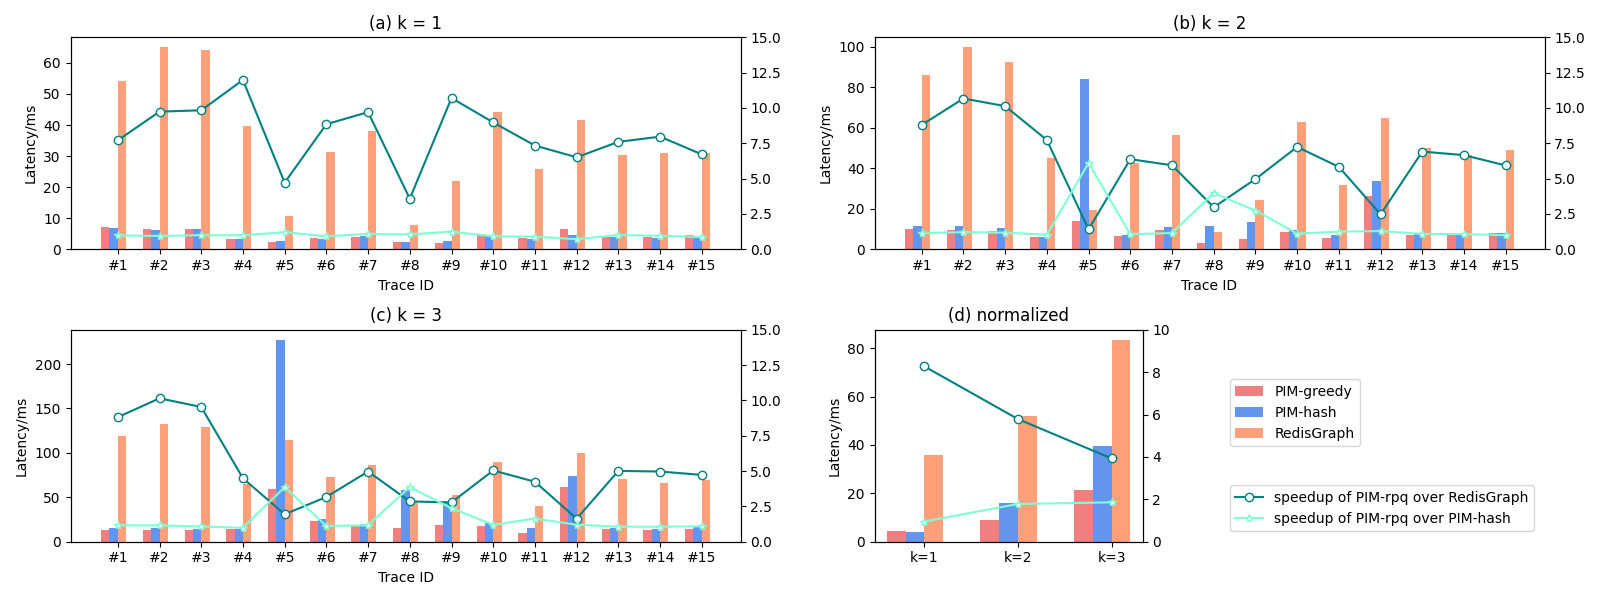 (a) k = 1
Latency/ms
60
50
40
30
20
10
0
15.0
12.5
10.0
7.5
5.0
2.5
0.0
#1 #2 #3 #4 #5 #6 #7 #8 #9 #10 #11 #12 #13 #14 #15
Trace ID
(b) k = 2
Latency/ms
100
80
60
40
20
0
15.0
12.5
10.0
7.5
5.0
2.5
0.0
#1 #2 #3 #4 #5 #6 #7 #8 #9 #10 #11 #12 #13 #14 #15
Trace ID
(c) k = 3
Latency/ms
200
150
100
50
0
15.0
12.5
10.0
7.5
5.0
2.5
0.0
#1 #2 #3 #4 #5 #6 #7 #8 #9 #10 #11 #12 #13 #14 #15
Trace ID
(d) normalized
Latency/ms
80
60
40
20
0
10
8
6
4
2
0
k=1 k=2 k=3
PIM-greedy
PIM-hash
RedisGraph
speedup of PIM-rpq over RedisGraph
speedup of PIM-rpq over PIM-hash